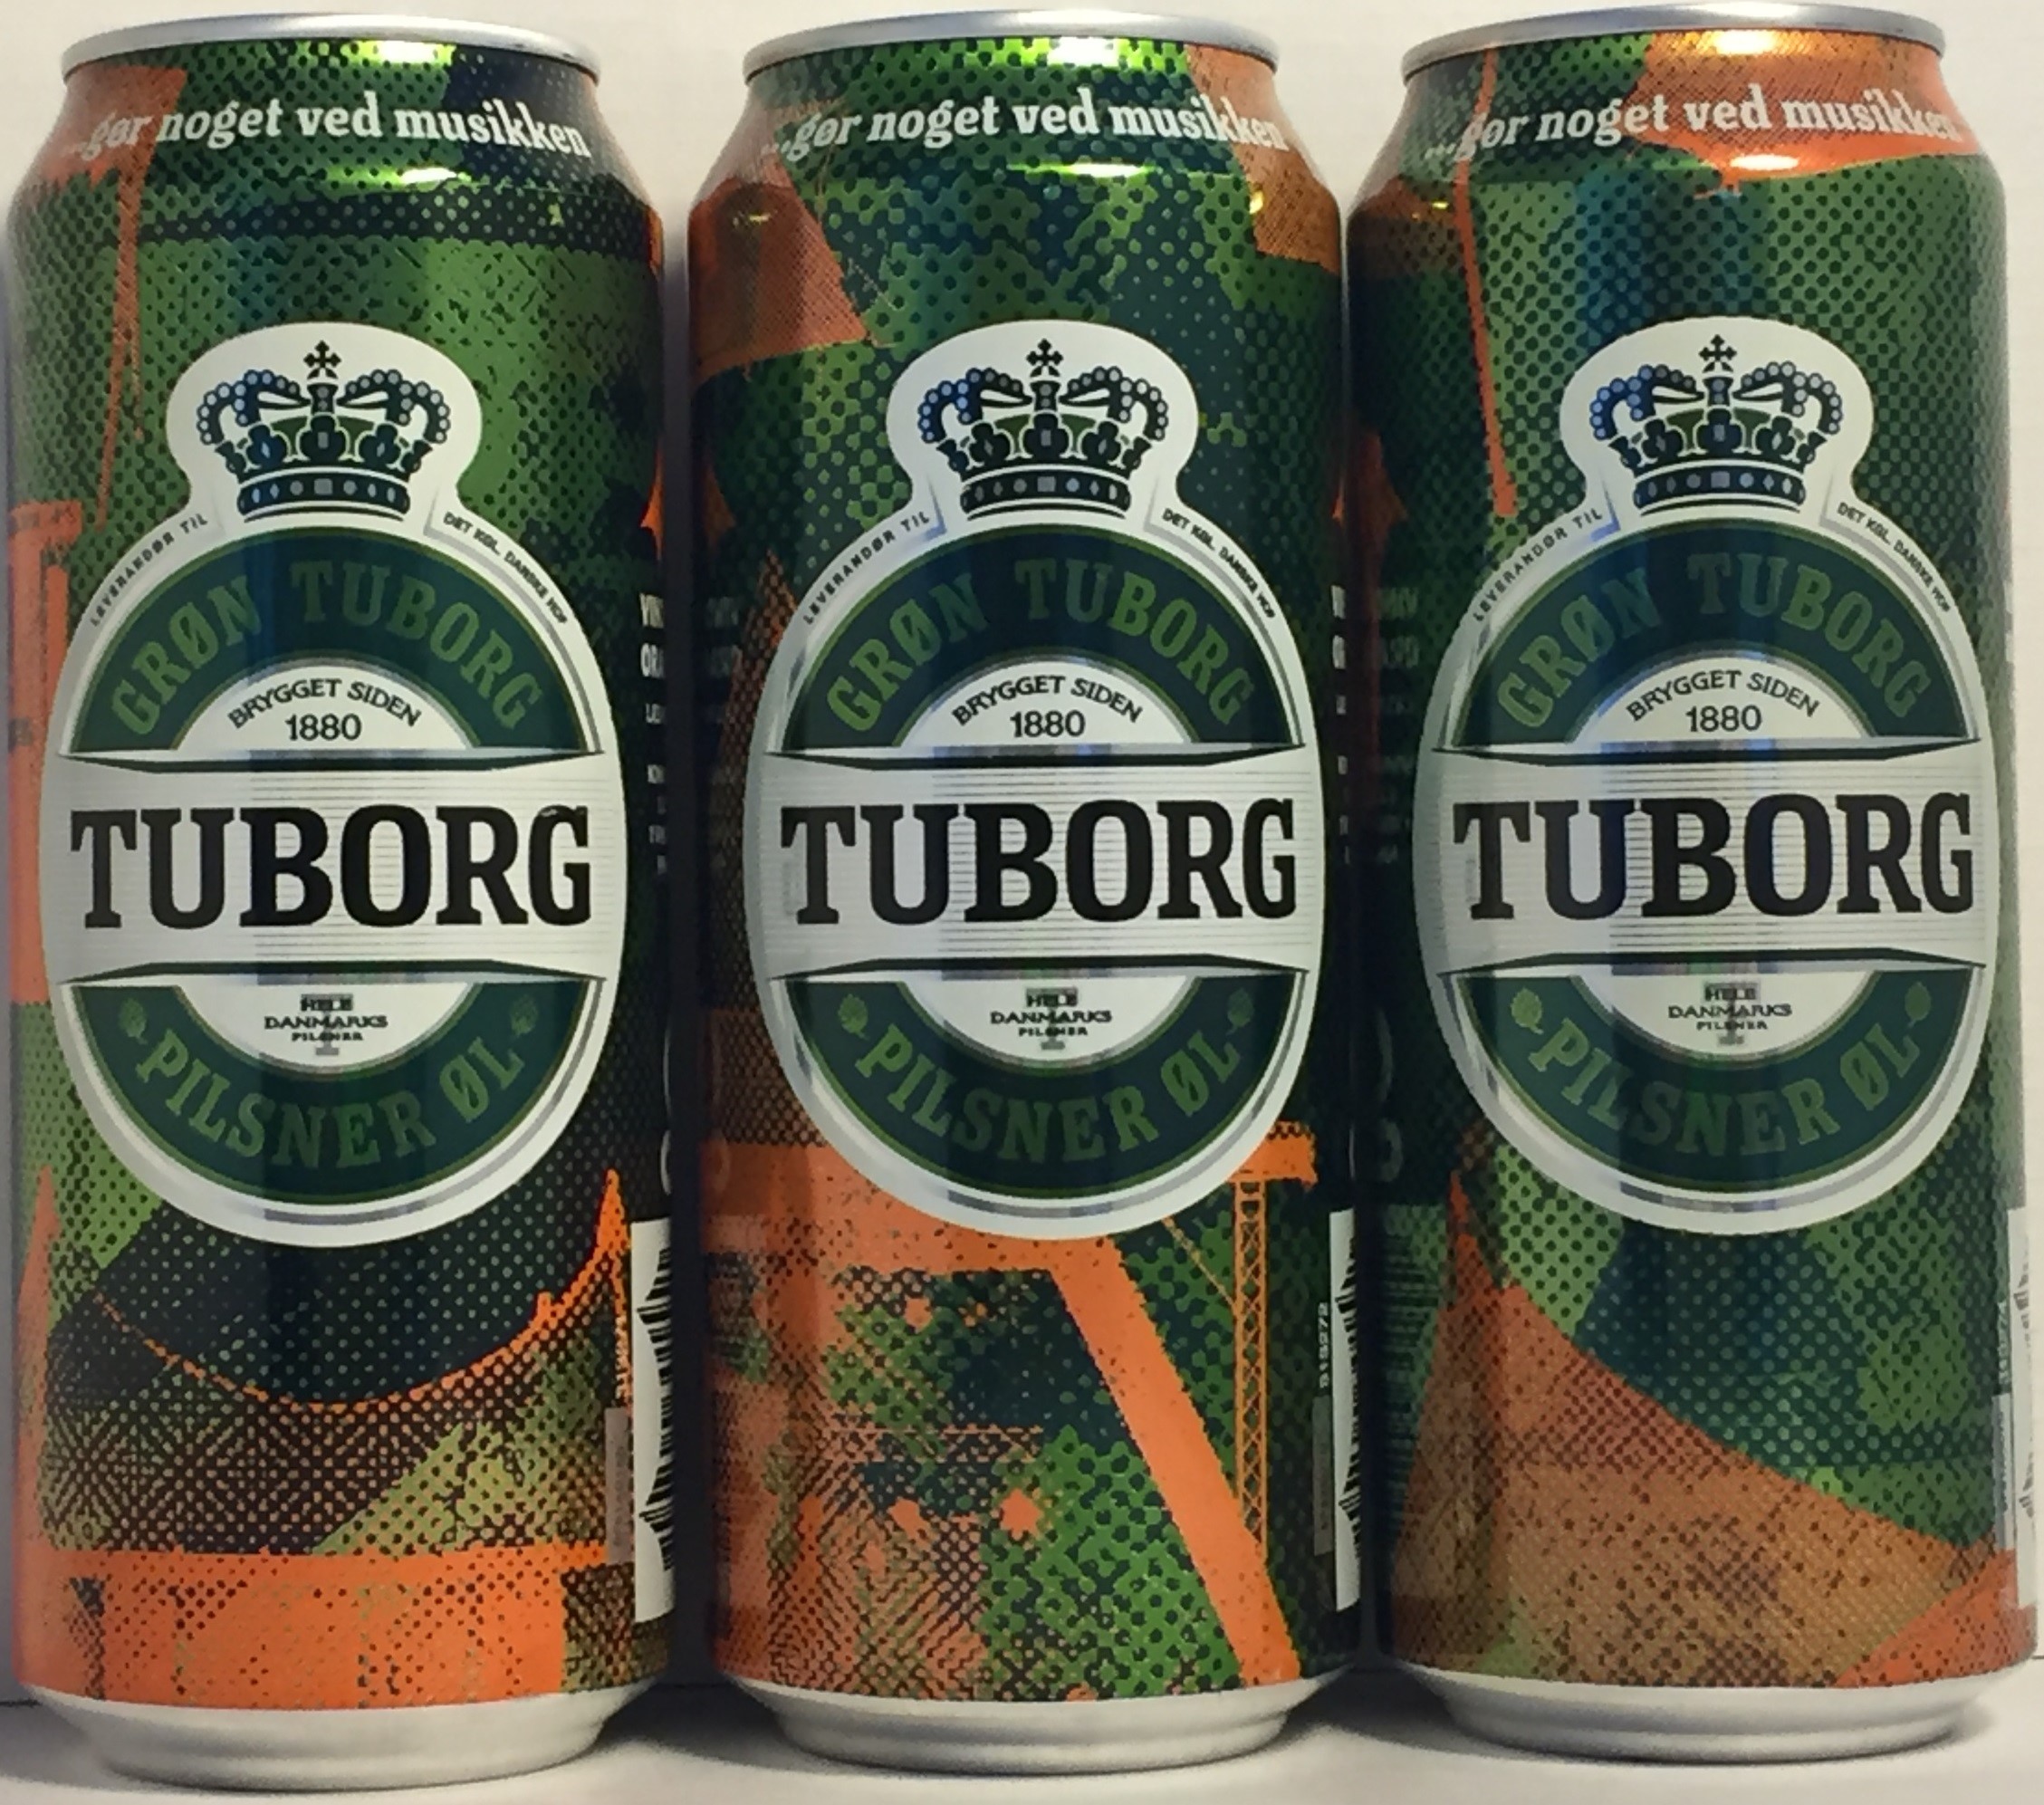 ...gør noget ved musikken
LEVERANDØR TIL
DET KGL. DANSKE HOF
GRØN TUBORG
BRYGGET SIDEN
1880
TUBORG
HELE
DANMARKS
PILSNER
PILSNER ØL
...gør noget ved musikken
LEVERANDØR TIL
DET KGL. DANSKE HOF
GRØN TUBORG
BRYGGET SIDEN
1880
TUBORG
HELE
DANMARKS
PILSNER
PILSNER ØL
...gør noget ved musikken
LEVERANDØR TIL
DET KGL. DANSKE HOF
GRØN TUBORG
BRYGGET SIDEN
1880
TUBORG
HELE
DANMARKS
PILSNER
PILSNER ØL